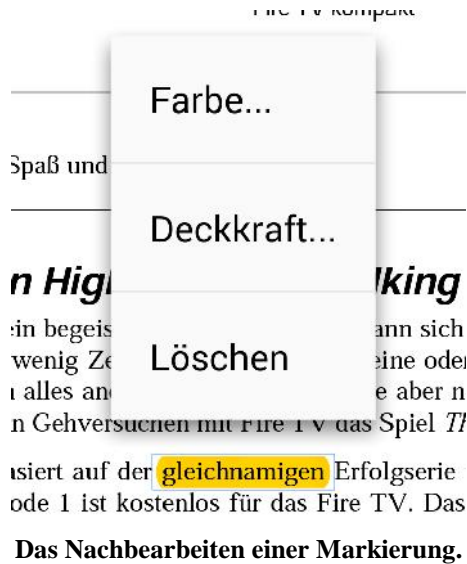 Fire TV kompakt
Farbe...
Spaß und
Deckkraft...
n Hig lking
ein begeis ann sich
wenig Ze Löschen eine oder
alles an e aber n
n Gehversuchen mit Fire TV das Spiel Th
asiert auf der gleichnamigen Erfolgserie
ode 1 ist kostenlos für das Fire TV. Das
Das Nachbearbeiten einer Markierung.